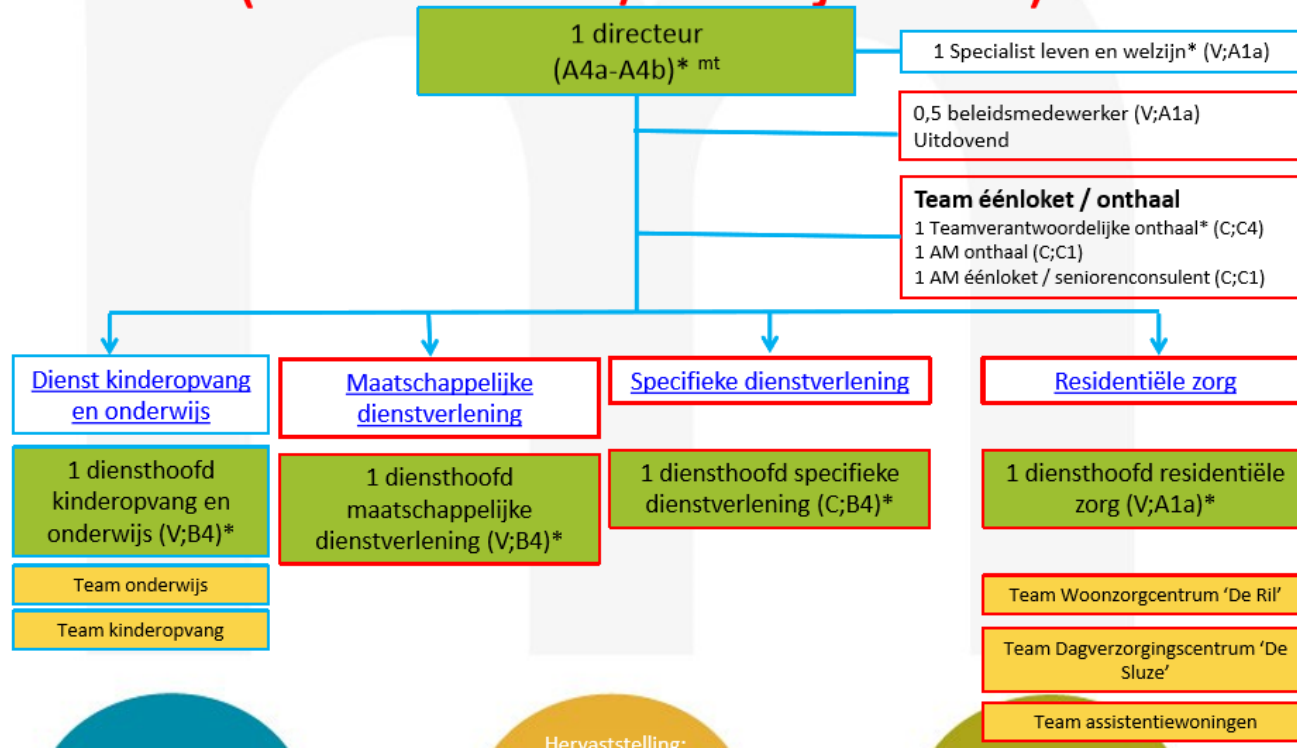 1 directeur
(A4a-A4b)* mt
1 Specialist leven en welzijn* (V;A1a)
0,5 beleidsmedewerker (V;A1a)
Uitdovend
Team éénloket / onthaal
1 Teamverantwoordelijke onthaal* (C;C4)
1 AM onthaal (C;C1)
1 AM éénloket / seniorenconsulent (C;C1)
Dienst kinderopvang
en onderwijs
1 diensthoofd
kinderopvang en
onderwijs (V;B4)*
Team onderwijs
Team kinderopvang
Maatschappelijke
dienstverlening
1 diensthoofd
maatschappelijke
dienstverlening (V;B4)*
Specifieke dienstverlening
1 diensthoofd specifieke
dienstverlening (C;B4)*
Residentiële zorg
1 diensthoofd residentiële
zorg (V;A1a)*
Team Woonzorgcentrum ‘De Ril’
Team Dagverzorgingscentrum ‘De
Sluze’
Team assistentiewoningen
Hervaststelling: